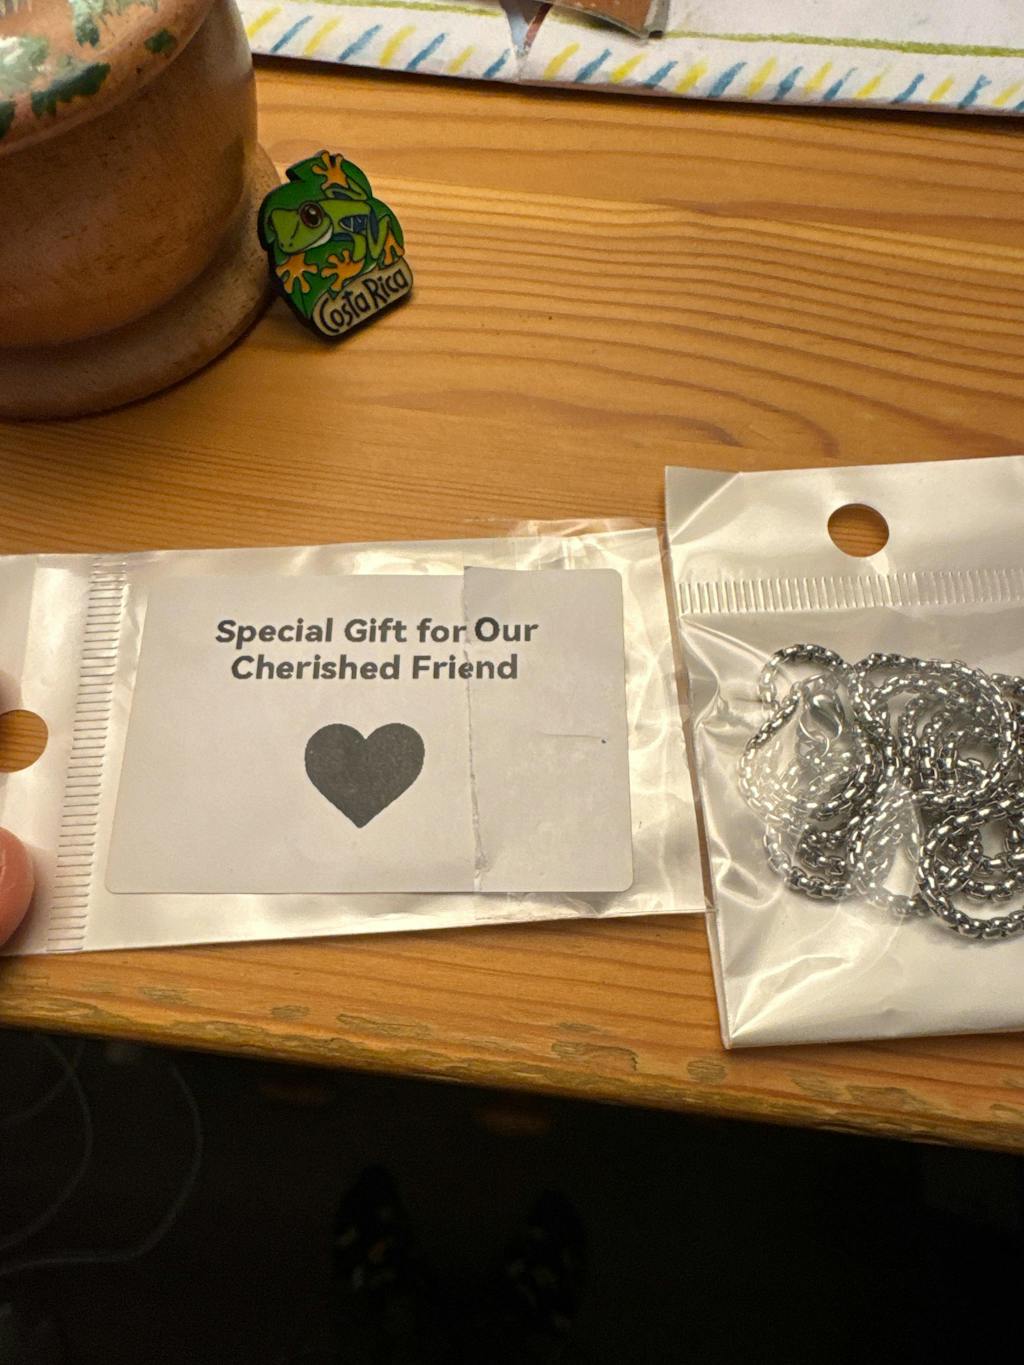 Costa Rica
Special Gift for Our
Cherished Friend